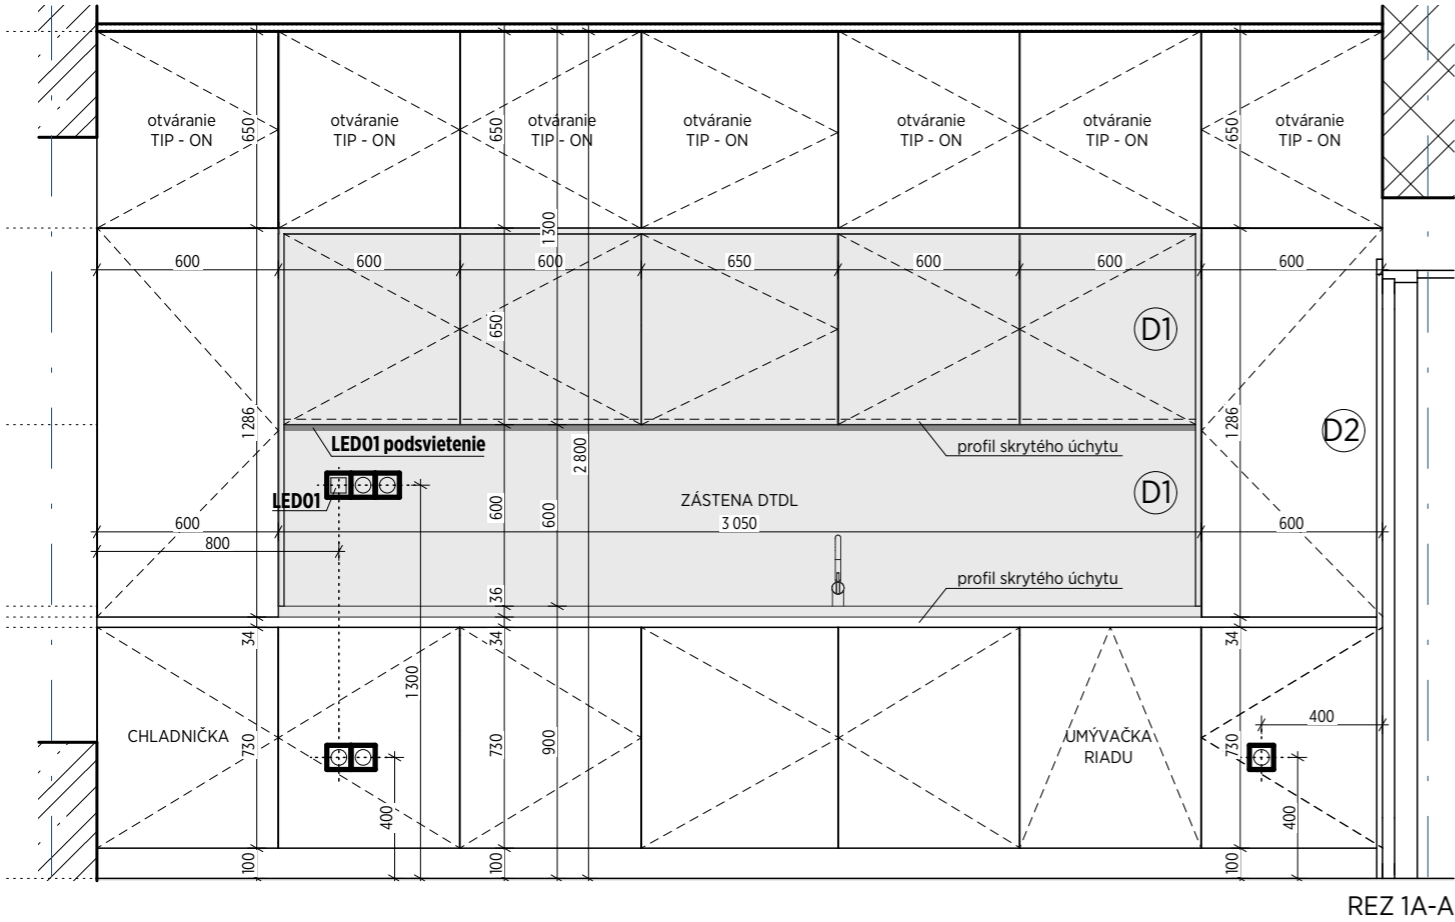 otváranie
TIP - ON
otváranie
TIP - ON
otváranie
TIP - ON
otváranie
TIP - ON
otváranie
TIP - ON
otváranie
TIP - ON
otváranie
TIP - ON
650
650
650
1300
600
600
600
650
600
600
600
650
D1
1286
1286
D2
LED01 podsvietenie
profil skrytého úchytu
2 800
LED01
ZÁSTENA DTDL
D1
600
600
600
3 050
600
800
36
profil skrytého úchytu
34
34
34
1300
CHLADNIČKA
730
730
900
UMÝVAČKA
RIADU
730
400
400
400
100
100
100
REZ 1A-A